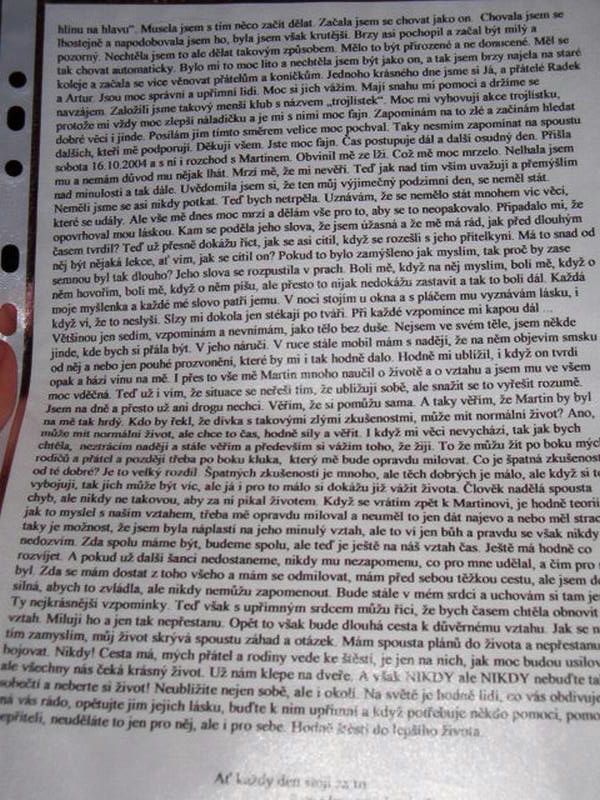 hlínu na hlavu“. Musela jsem s tím něco začít dělat. Začala jsem se chovat jako on. Chovala jsem se
lhostejně a napodobovala jsem ho, byla jsem však krutější. Brzy asi pochopil a začal být milý a
pozorný. Nechtěla jsem to ale dělat takovým způsobem. Mělo to být přirozené a ne donucené. Měl se
tak chovat automaticky. Bylo mi to moc líto a nechtěla jsem být jako on, a tak jsem brzy najela na staré
koleje a začala se více věnovat přátelům a koníčkům. Jednoho krásného dne jsme si Já, a přátelé Radek
a Artur. Jsou moc správní a upřímní lidi. Moc si jich vážím. Mají snahu mi pomoci a držíme se
navzájem. Založili jsme takový menší klub s názvem „trojlístek“. Moc mi vyhovují akce trojlístku,
protože mi vždy moc zlepší náladičku a je mi s nimi moc fajn. Zapomínám na to zlé a začínám hledat
dobré věci i jinde. Posílám jim tímto směrem velice moc pochval. Taky nesmím zapomínat na spoustu
dalších, kteří mě podporují. Děkuji všem. Jste moc fajn. Čas postupuje dál a další osudný den. Přišla
sobota 16.10.2004 a s ní i rozchod s Martinem. Obvinil mě ze lži. Což mě moc mrzelo. Nelhala jsem
mu a nemám důvod mu nějak lhát. Mrzí mě, že mi nevěří. Teď jak nad tím vším uvažuji a přemýšlím
nad minulostí a tak dále. Uvědomila jsem si, že ten můj výjimečný podzimní den, se neměl stát.
Neměli jsme se asi nikdy potkat. Teď bych netrpěla. Uznávám, že se nemělo stát mnohem víc věcí,
které se udály. Ale vše mě dnes moc mrzí a dělám vše pro to, aby se to neopakovalo. Připadalo mi, že
opovrhoval mou láskou. Kam se poděla jeho slova, že jsem úžasná a že mě má rád, jak před dlouhým
časem tvrdil? Teď už přesně dokážu říct, jak se asi cítil, když se rozešli s jeho přítelkyní. Má to snad od
něj být nějaká lekce, ať vím, jak se cítil on? Pokud to bylo zamýšleno jak myslím, tak proč by zase
semnou byl tak dlouho? Jeho slova se rozpustila v prach. Bolí mě, když na něj myslím, bolí mě, když o
něm hovořím, bolí mě, když o něm píšu, ale přesto to nijak nedokážu zastavit a tak to bolí dál. Každá
moje myšlenka a každé mé slovo patří jemu. V noci stojím u okna a s pláčem mu vyznávám lásku, i
když ví, že to neslyší. Slzy mi dokola jen stékají po tváři. Při každé vzpomínce mi kapou dál ...
Většinou jen sedím, vzpomínám a nevnímám, jako tělo bez duše. Nejsem ve svém těle, jsem někde
jinde, kde bych si přála být. V jeho náručí. V ruce stále mobil mám s nadějí, že na něm objevím smsku
od něj a nebo jen pouhé prozvonění, které by mi i tak hodně dalo. Hodně mi ublížil, i když on tvrdí
opak a hází vinu na mě. I přes to vše mě Martin mnoho naučil o životě a o vztahu a jsem mu ve všem
moc vděčná. Teď už i vím, že situace se neřeší tím, že ubližuji sobě, ale snažit se to vyřešit rozumě.
Jsem na dně a přesto už ani drogu nechci. Věřím, že si pomůžu sama. A taky věřím, že Martin by byl
na mě tak hrdý. Kdo by řekl, že dívka s takovými zlými zkušenostmi, může mít normální život? Ano,
může mít normální život, ale chce to čas, hodně síly a věřit. I když mi věci nevychází, tak jak bych
chtěla, neztrácím naději a stále věřím a především si vážím toho, že žiji. To že můžu žít po boku mých
rodičů a přátel a později třeba po boku kluka, který mě bude opravdu milovat. Co je špatná zkušenost
od té dobré? Je to velký rozdíl. Špatných zkušeností je mnoho, ale těch dobrých je málo, ale když si to
vybojuji, tak jich může být víc, ale já i pro to málo si dokážu již vážit života. Člověk nadělá spousta
chyb, ale nikdy ne takovou, aby za ni pikal životem. Když se vrátím zpět k Martinovi, je hodně teorií
jak to myslel s naším vztahem, třeba mě opravdu miloval a neuměl to jen dát najevo a nebo měl strach
taky je možnost, že jsem byla náplastí na jeho minulý vztah, ale to ví jen bůh a pravdu se však nikdy
nedozvím. Zda spolu máme být, budeme spolu, ale teď je ještě na náš vztah čas. Ještě má hodně co
rozvíjet. A pokud už další šanci nedostaneme, nikdy mu nezapomenu, co pro mne udělal, a čím pro
byl. Zda se mám dostat z toho všeho a mám se odmilovat, mám před sebou těžkou cestu, ale jsem do
silná, abych to zvládla, ale nikdy nemůžu zapomenout. Bude stále v mém srdci a uchovám si tam je
Ty nejkrásnější vzpomínky. Teď však s upřímným srdcem můžu říci, že bych časem chtěla obnovit
vztah. Miluji ho a jen tak nepřestanu. Opět to však bude dlouhá cesta k důvěrnému vztahu. Jak se n
tím zamyslím, můj život skrývá spoustu záhad a otázek. Mám spousta plánů do života a nepřestanu
bojovat. Nikdy! Cesta má, mých přátel a rodiny vede ke štěstí, je jen na nich, jak moc budou usilov
ale všechny nás čeká krásný život. Už nám klepe na dveře. A však NIKDY ale NIKDY nebuďte ta
sobečtí a neberte si život! Neublížíte nejen sobě, ale i okolí. Na světě je hodně lidí, co vás obdivuje
má vás rádo, opětujte jim jejich lásku, buďte k nim upřímní a když potřebuje někdo pomoci, pomo
epříteli, neuděláte to jen pro něj, ale i pro sebe. Hodně štěstí do lepšího života.
Ať každý den stojí za to